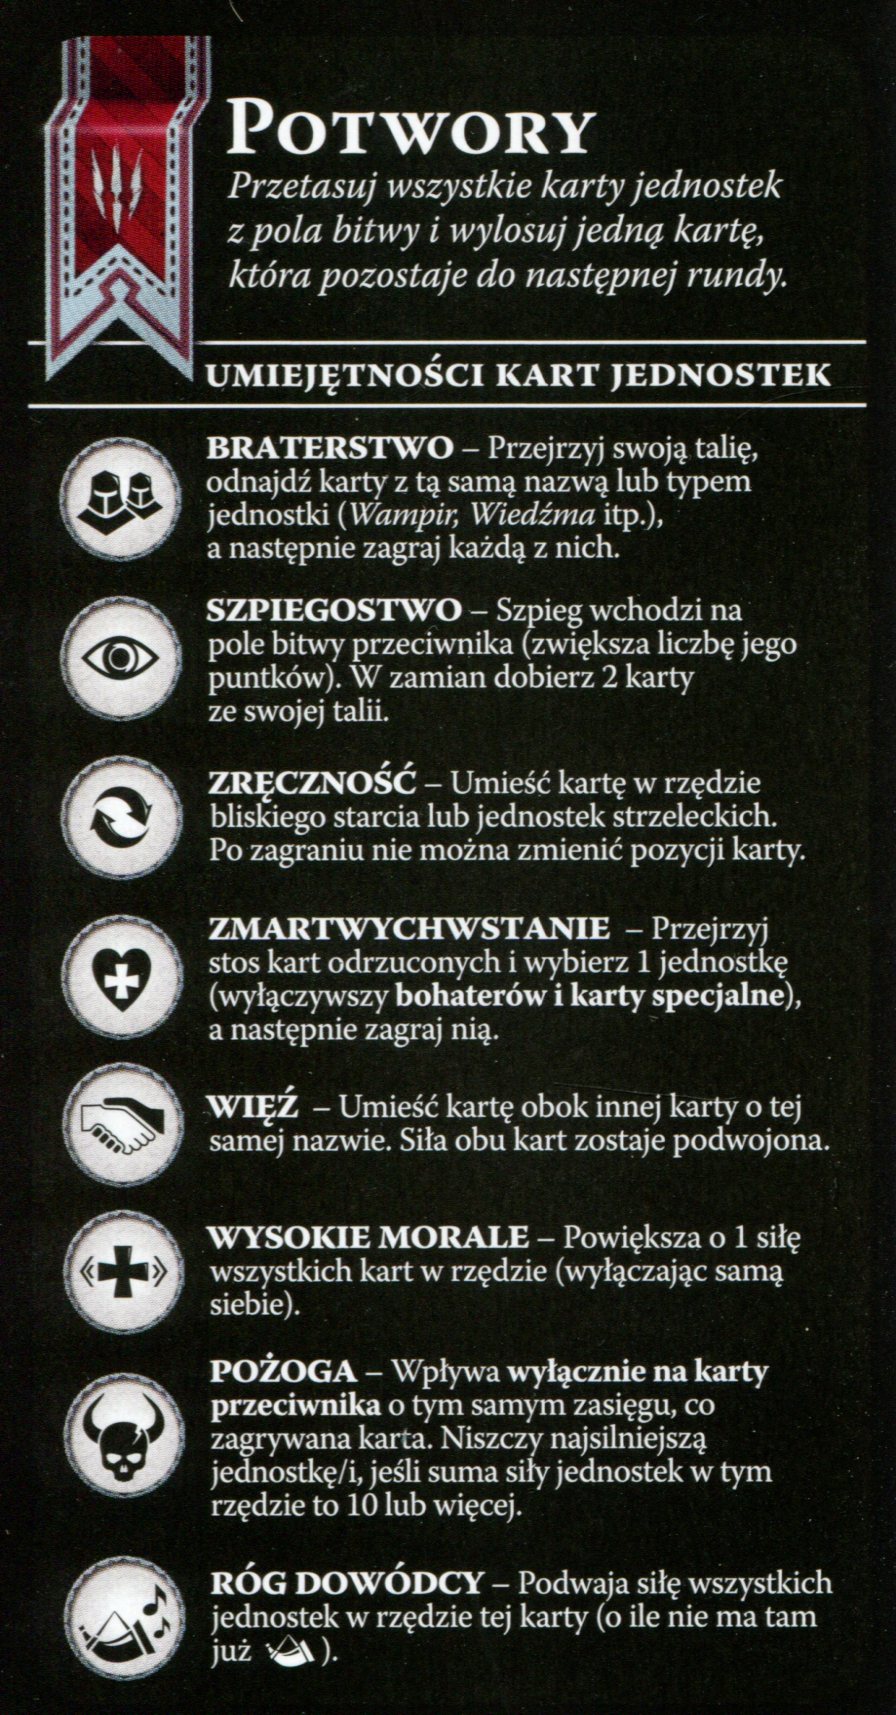 POTWORY
Przetasuj wszystkie karty jednostek
z pola bitwy i wylosuj jedną kartę,
która pozostaje do następnej rundy.
UMIEJĘTNOŚCI KART JEDNOSTEK
BRATERSTWO – Przejrzyj swoją talię,
odnajdź karty z tą samą nazwą lub typem
jednostki (Wampir, Wiedźma itp.),
a następnie zagraj każdą z nich.
SZPIEGOSTWO – Szpieg wchodzi na
pole bitwy przeciwnika (zwiększa liczbę jego
puntków). W zamian dobierz 2 karty
ze swojej talii.
ZRĘCZNOŚĆ – Umieść kartę w rzędzie
bliskiego starcia lub jednostek strzeleckich.
Po zagraniu nie można zmienić pozycji karty.
ZMARTWYCHWSTANIE – Przejrzyj
stos kart odrzuconych i wybierz 1 jednostkę
(wyłączywszy bohaterów i karty specjalne),
a następnie zagraj nią.
WIĘŹ – Umieść kartę obok innej karty o tej
samej nazwie. Siła obu kart zostaje podwojona.
WYSOKIE MORALE – Powiększa o 1 siłę
wszystkich kart w rzędzie (wyłączając samą
siebie).
POŻOGA – Wpływa wyłącznie na karty
przeciwnika o tym samym zasięgu, co
zagrywana karta. Niszczy najsilniejszą
jednostkę/i, jeśli suma siły jednostek w tym
rzędzie to 10 lub więcej.
RÓG DOWÓDCY – Podwaja siłę wszystkich
jednostek w rzędzie tej karty (o ile nie ma tam
już ).